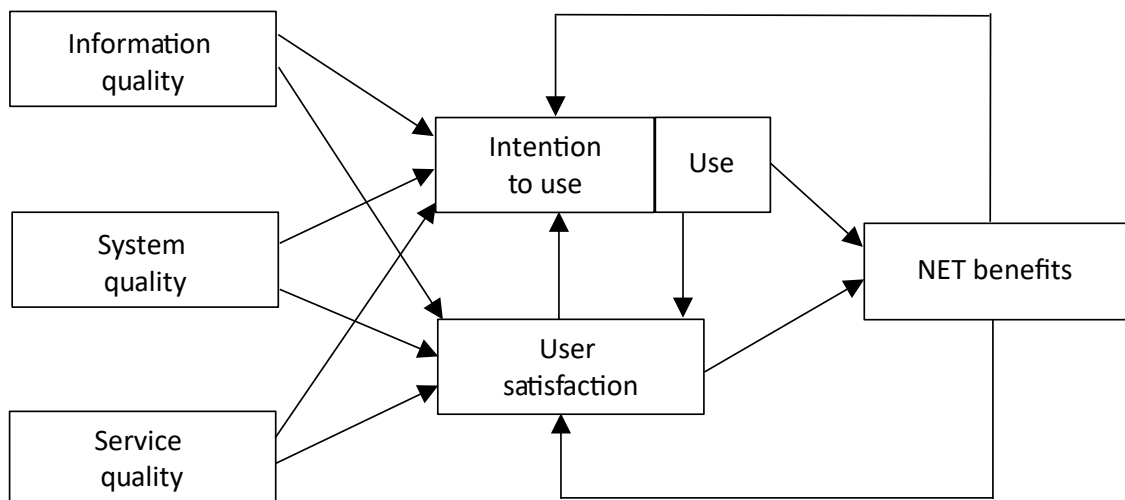 Information
quality
Intention
to use
Use
System
quality
NET benefits
User
satisfaction
Service
quality